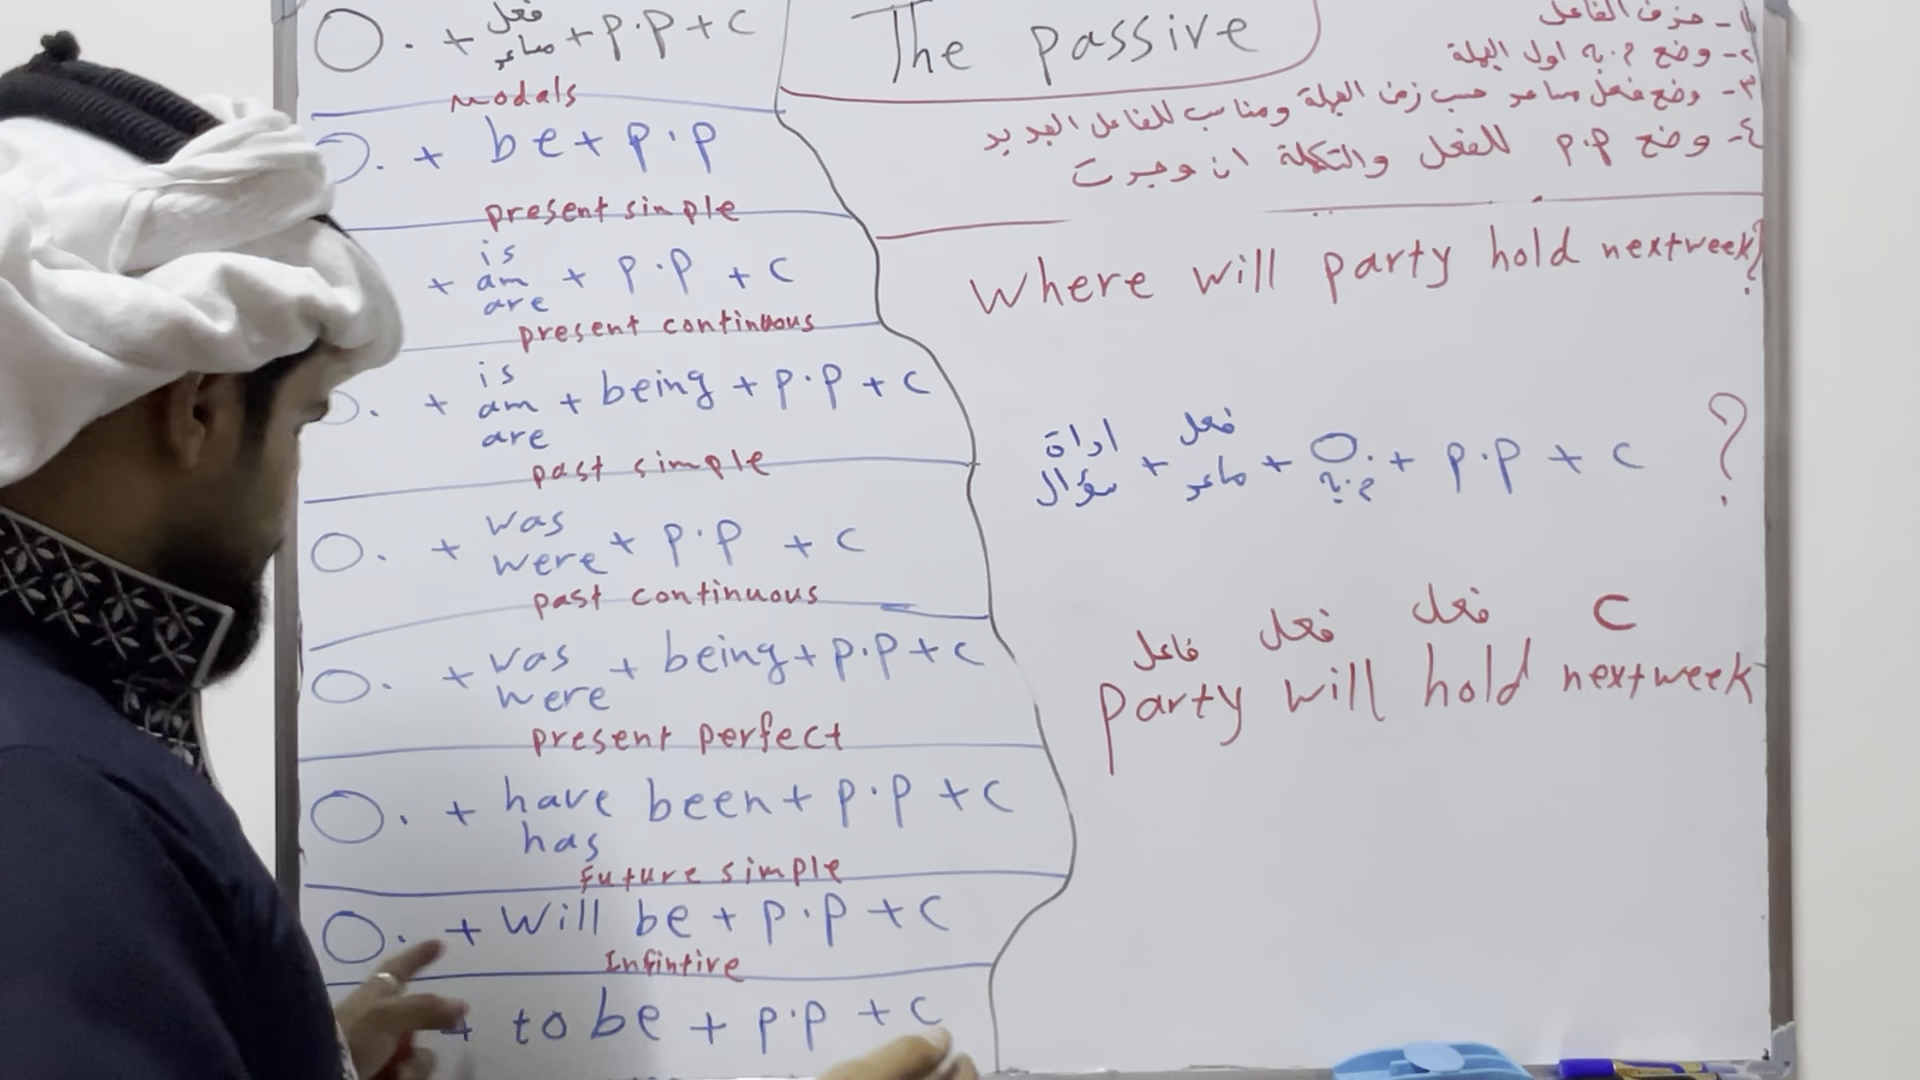 O. + فعل مساعد + p.p + c
modals
O. + be + p.p
present simple
+ is am are + p.p + c
present continuous
O. + is am are + being + p.p + c
past simple
O. + was were + p.p + c
past continuous
O. + was were + being + p.p + c
present perfect
O. + have has been + p.p + c
Future simple
O. + Will be + p.p + c
Infintive
+ to be + p.p + c
The passive
١- حذف الفاعل
٢- وضع م.به اول الجملة
٣- وضع فعل مساعد حسب زمن الجملة ومناسب للفاعل الجديد
٤- وضع p.p للفعل والتكملة ان وجدت
Where will party hold nextweek?
اداة سؤال + فعل مساعد + O. م.به + p.p + c ?
فاعل فعل فعل C
party will hold nextweek